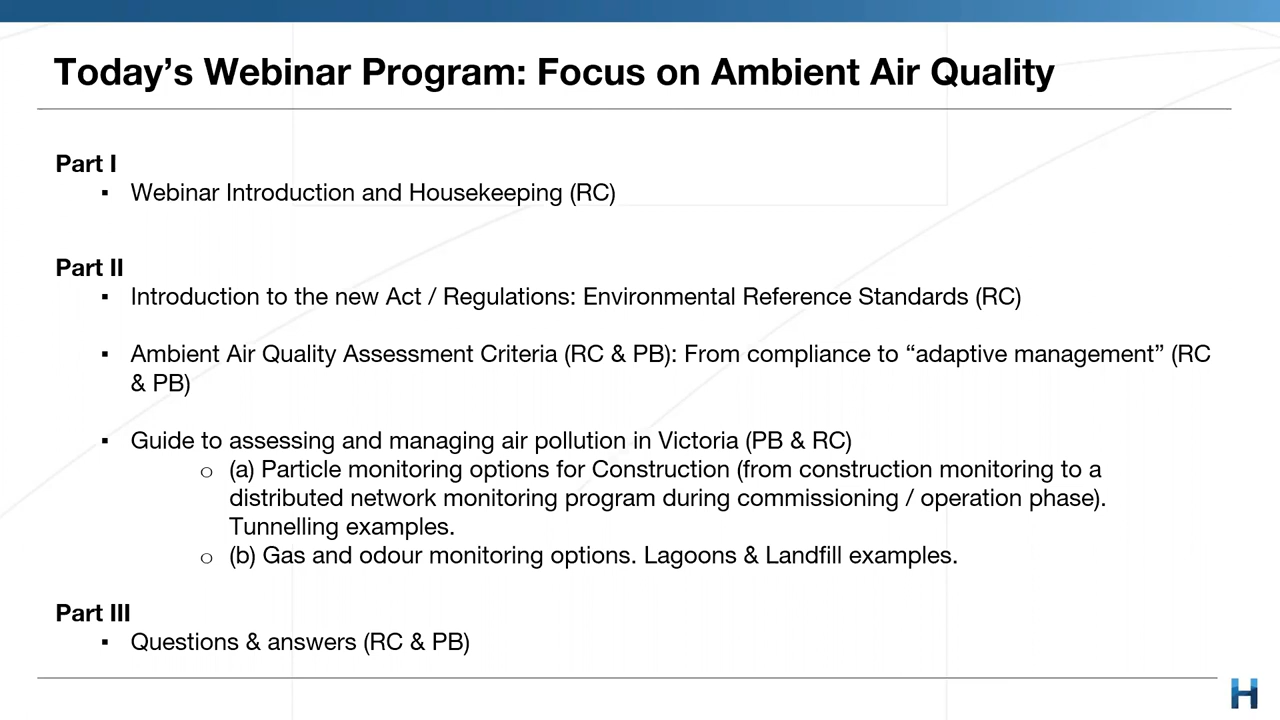 Today’s Webinar Program: Focus on Ambient Air Quality
Part I
▪ Webinar Introduction and Housekeeping (RC)
Part II
▪ Introduction to the new Act / Regulations: Environmental Reference Standards (RC)
▪ Ambient Air Quality Assessment Criteria (RC & PB): From compliance to “adaptive management” (RC
& PB)
▪ Guide to assessing and managing air pollution in Victoria (PB & RC)
o (a) Particle monitoring options for Construction (from construction monitoring to a
distributed network monitoring program during commissioning / operation phase).
Tunnelling examples.
o (b) Gas and odour monitoring options. Lagoons & Landfill examples.
Part III
▪ Questions & answers (RC & PB)
H